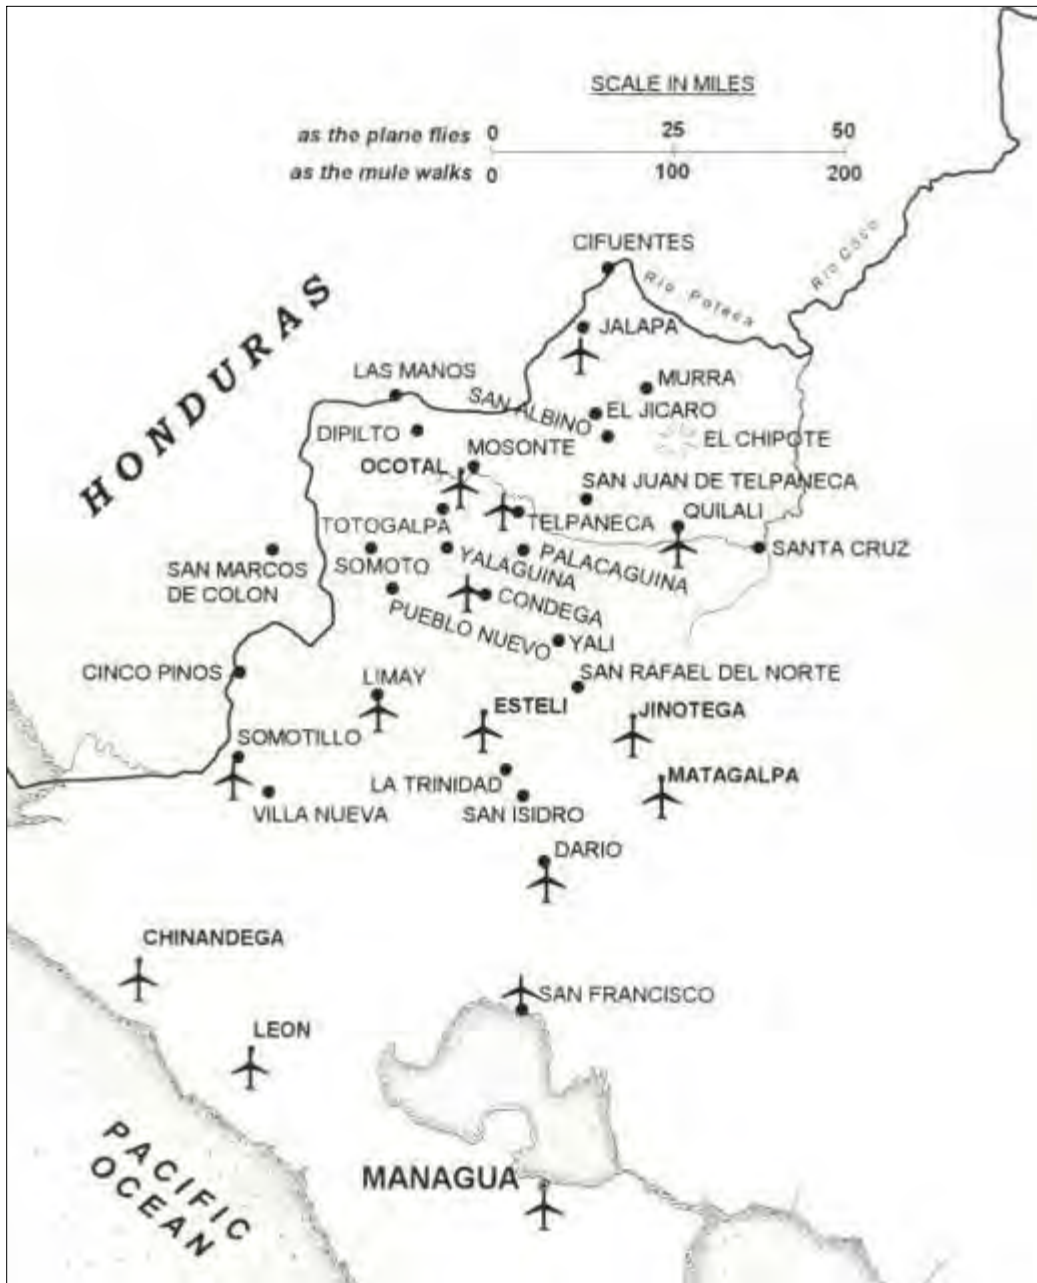 SCALE IN MILES
as the plane flies 0 25 50
as the mule walks 0 100 200
CIFUENTES
Rio Poteca
Rio Coco
HONDURAS
JALAPA
LAS MANOS
MURRA
SAN ALBINO
EL JICARO
DIPILTO
EL CHIPOTE
MOSONTE
OCOTAL
SAN JUAN DE TELPANECA
QUILALI
TOTOGALPA
TELPANECA
SANTA CRUZ
SAN MARCOS
DE COLON
SOMOTO
YALAGUINA
PALACAGUINA
CONDEGA
PUEBLO NUEVO
YALI
CINCO PINOS
LIMAY
SAN RAFAEL DEL NORTE
ESTELI
JINOTEGA
SOMOTILLO
LA TRINIDAD
MATAGALPA
VILLA NUEVA
SAN ISIDRO
DARIO
CHINANDEGA
SAN FRANCISCO
LEON
PACIFIC
OCEAN
MANAGUA